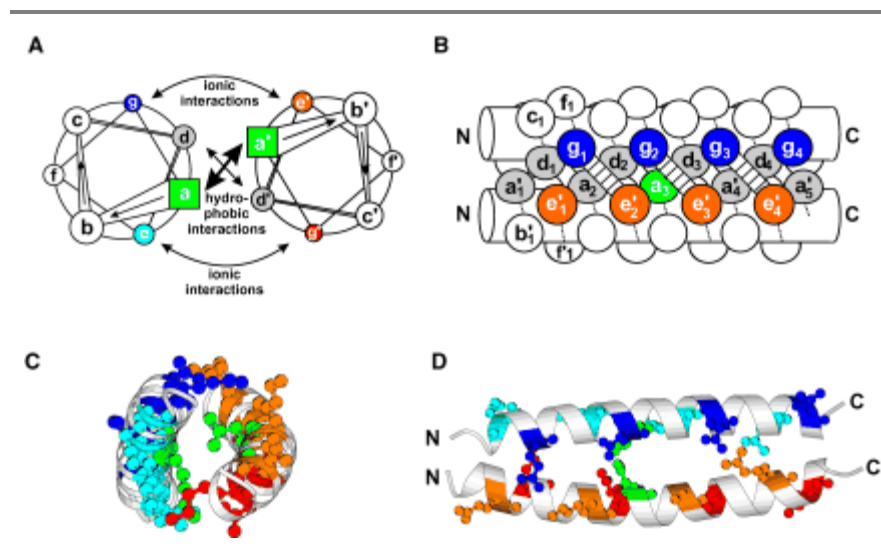 A
ionic
interactions
g
e'
c
d
a'
b'
f
f'
a
d'
hydro-
phobic
interactions
b
c'
e
g'
ionic
interactions
B
f1
c1
N
C
g1
g2
g3
g4
d1
d2
d3
d4
a'1
a2
a3
a'4
a'5
N
C
e'1
e'2
e'3
e'4
b'1
f'1
C
D
N
C
N
C